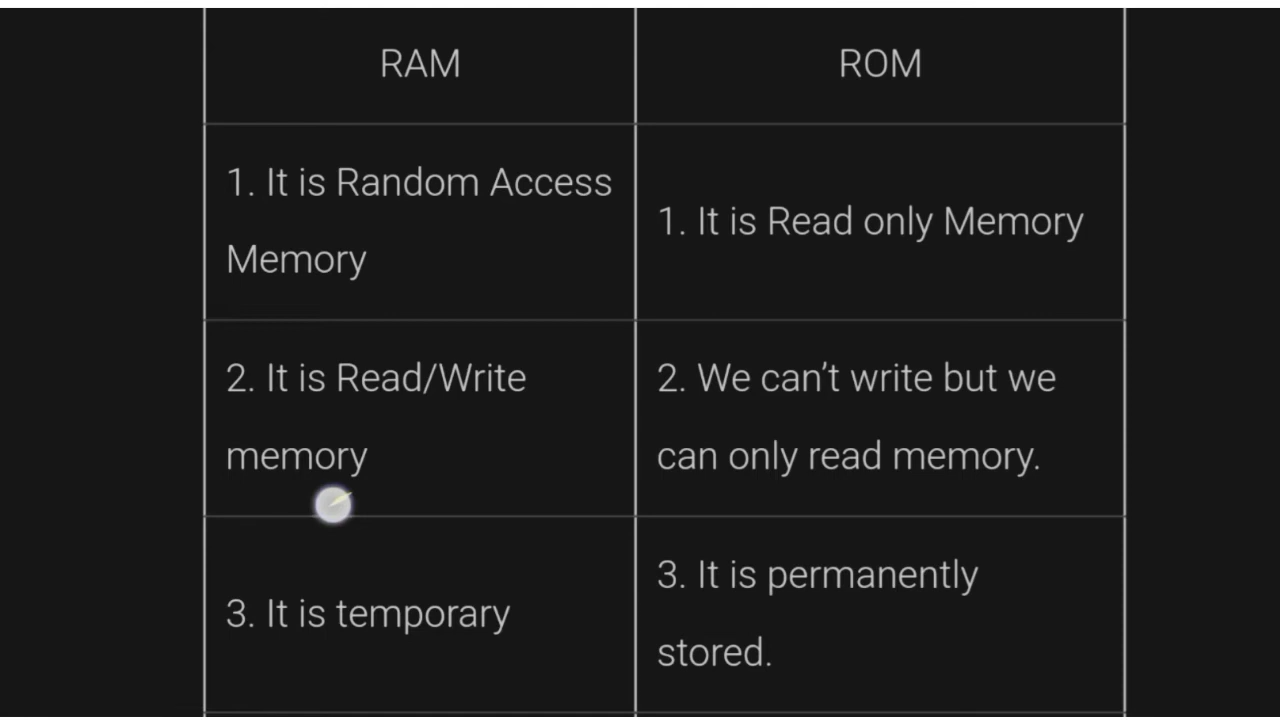 RAM
ROM
1. It is Random Access
Memory
1. It is Read only Memory
2. It is Read/Write
memory
2. We can’t write but we
can only read memory.
3. It is temporary
3. It is permanently
stored.